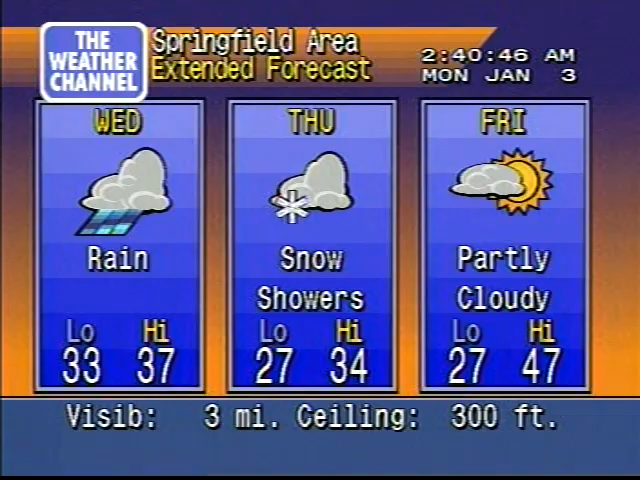 THE
WEATHER
CHANNEL
Springfield Area
Extended Forecast
2:40:46 AM
MON JAN 3
WED
Rain
Lo Hi
33 37
THU
Snow
Showers
Lo Hi
27 34
FRI
Partly
Cloudy
Lo Hi
27 47
Visib: 3 mi. Ceiling: 300 ft.